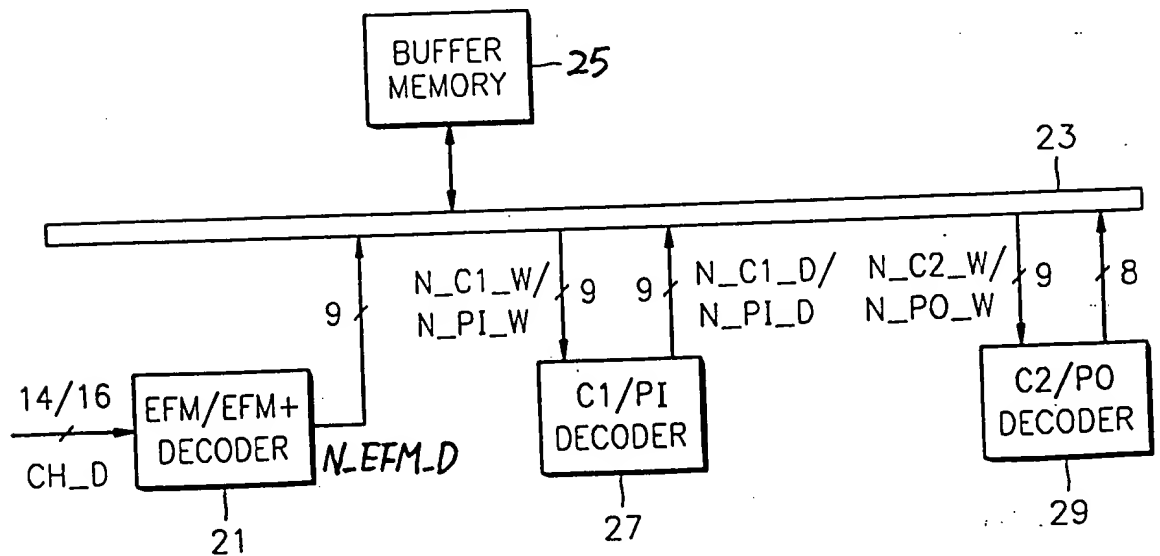 BUFFER
MEMORY
25
23
N_C1_W/
N_PI_W
9
9
9
N_C1_D/
N_PI_D
N_C2_W/
N_PO_W
9
8
14/16
CH_D
EFM/EFM+
DECODER
N_EFM_D
C1/PI
DECODER
C2/PO
DECODER
21
27
29